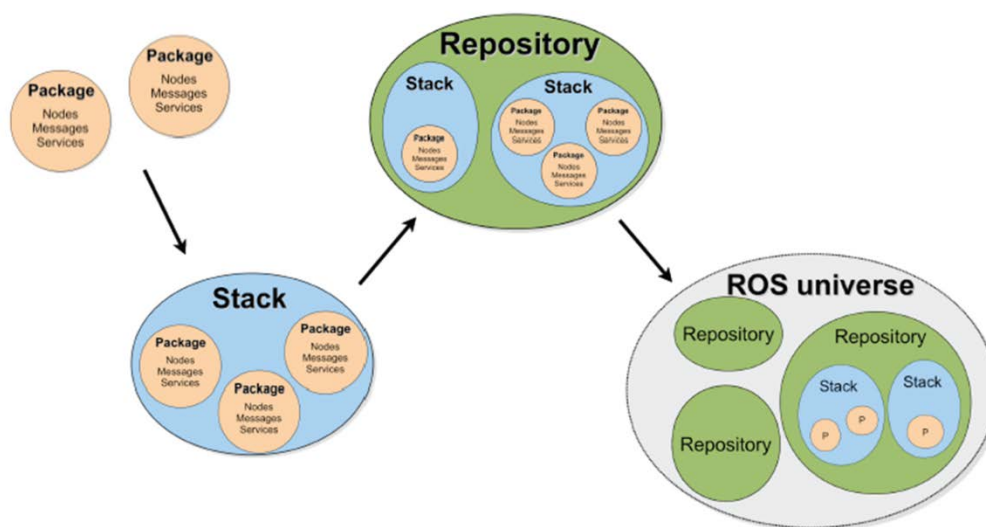 Package
Nodes
Messages
Services
Package
Nodes
Messages
Services
Stack
Package
Nodes
Messages
Services
Package
Nodes
Messages
Services
Package
Nodes
Messages
Services
Repository
Stack
Package
Nodes
Messages
Services
Stack
Package
Nodes
Messages
Services
Package
Nodes
Messages
Services
Package
Nodes
Messages
Services
ROS universe
Repository
Repository
Repository
Stack
P
P
Stack
P